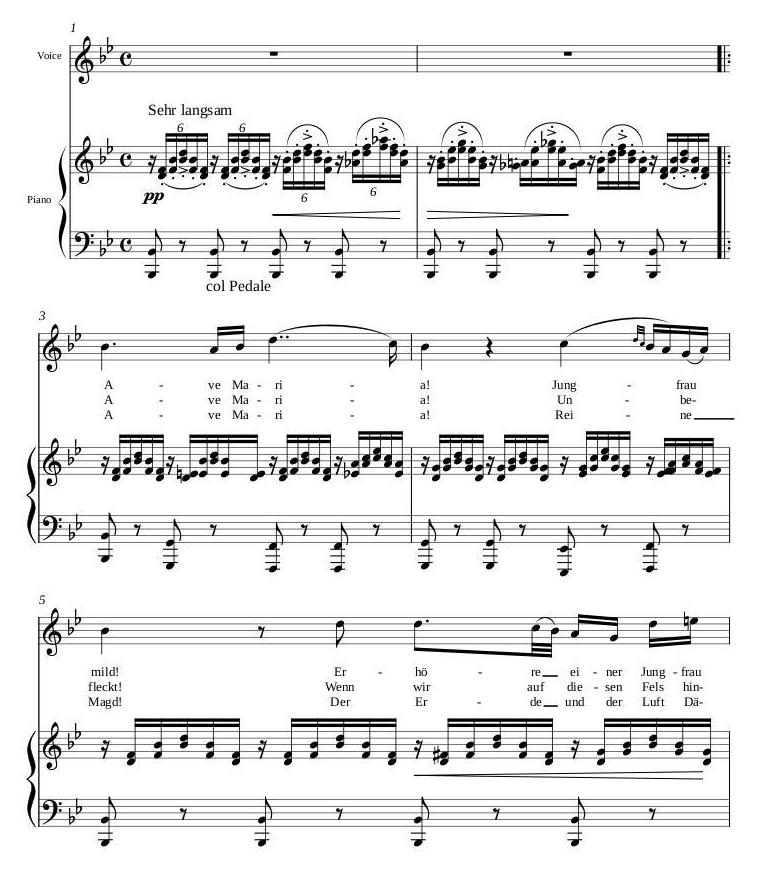 1
Voice
Sehr langsam
6 6 6 6
Piano
pp
col Pedale
3
A - ve Ma - ri - a! Jung - frau
A - ve Ma - ri - a! Un - be-
A - ve Ma - ri - a! Rei - ne
5
mild! Er - hö - re ei - ner Jung - frau
fleckt! Wenn wir auf die - sen Fels hin-
Magd! Der Er - de und der Luft Dä-